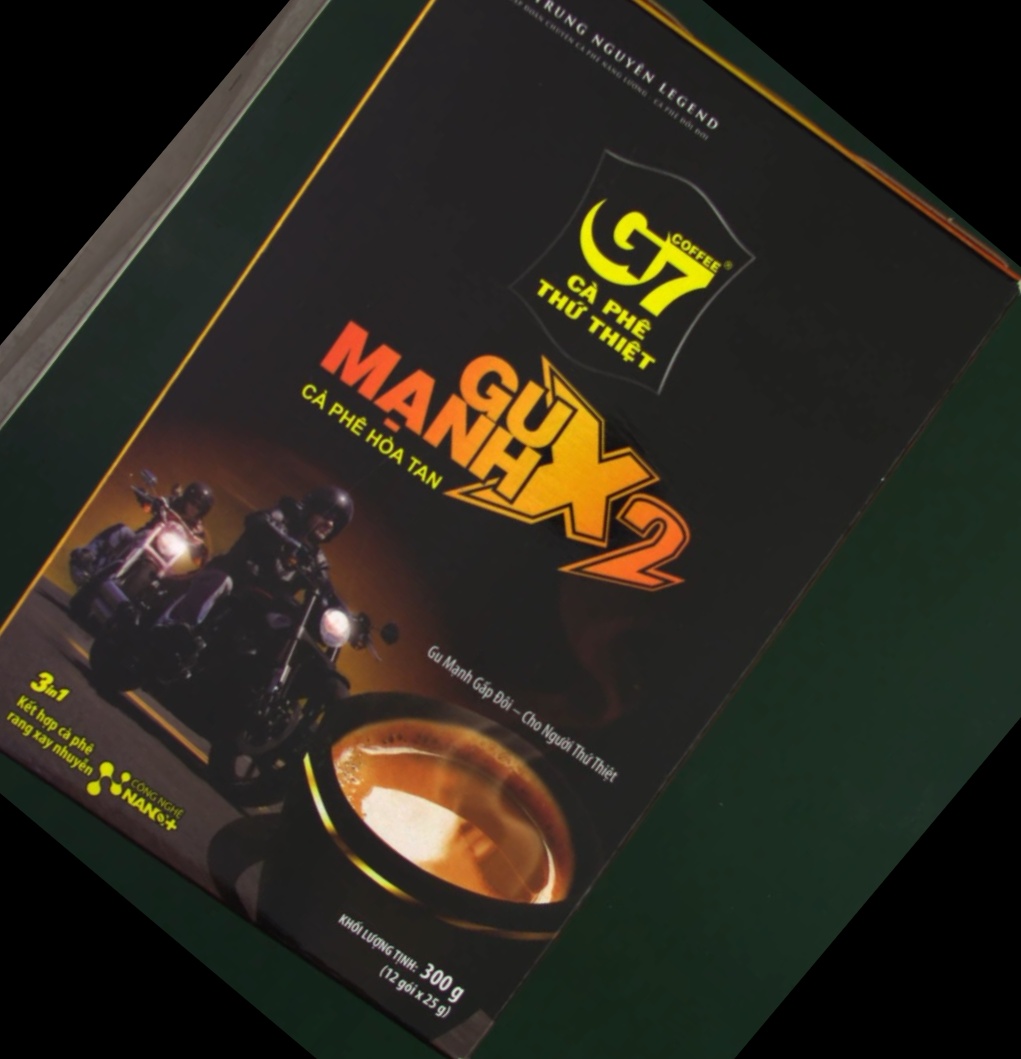 TRUNG NGUYÊN LEGEND
COFFEE®
G7
CÀ PHÊ
THỨ THIỆT
GU
MẠNH X2
CÀ PHÊ HÒA TAN
Gu Mạnh Gấp Đôi – Cho Người Thứ Thiệt
3in1
Kết hợp cà phê
rang xay nhuyễn
CÔNG NGHỆ
NANO+
KHỐI LƯỢNG TỊNH: 300 g
(12 gói x 25 g)